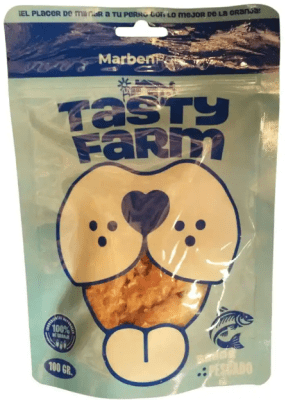 ¡EL PLACER DE MIMAR A TU PERRO CON LO MEJOR DE LA GRANJA!
Marben
TASTY
FARM
100%
100 GR.
PESCADO